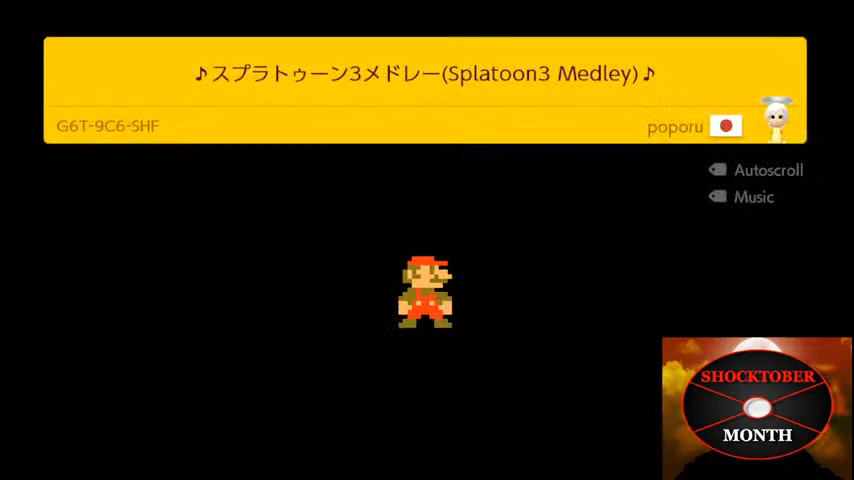 ♪スプラトゥーン3メドレー(Splatoon3 Medley)♪
G6T-9C6-SHF
poporu
Autoscroll
Music
SHOCKTOBER
MONTH